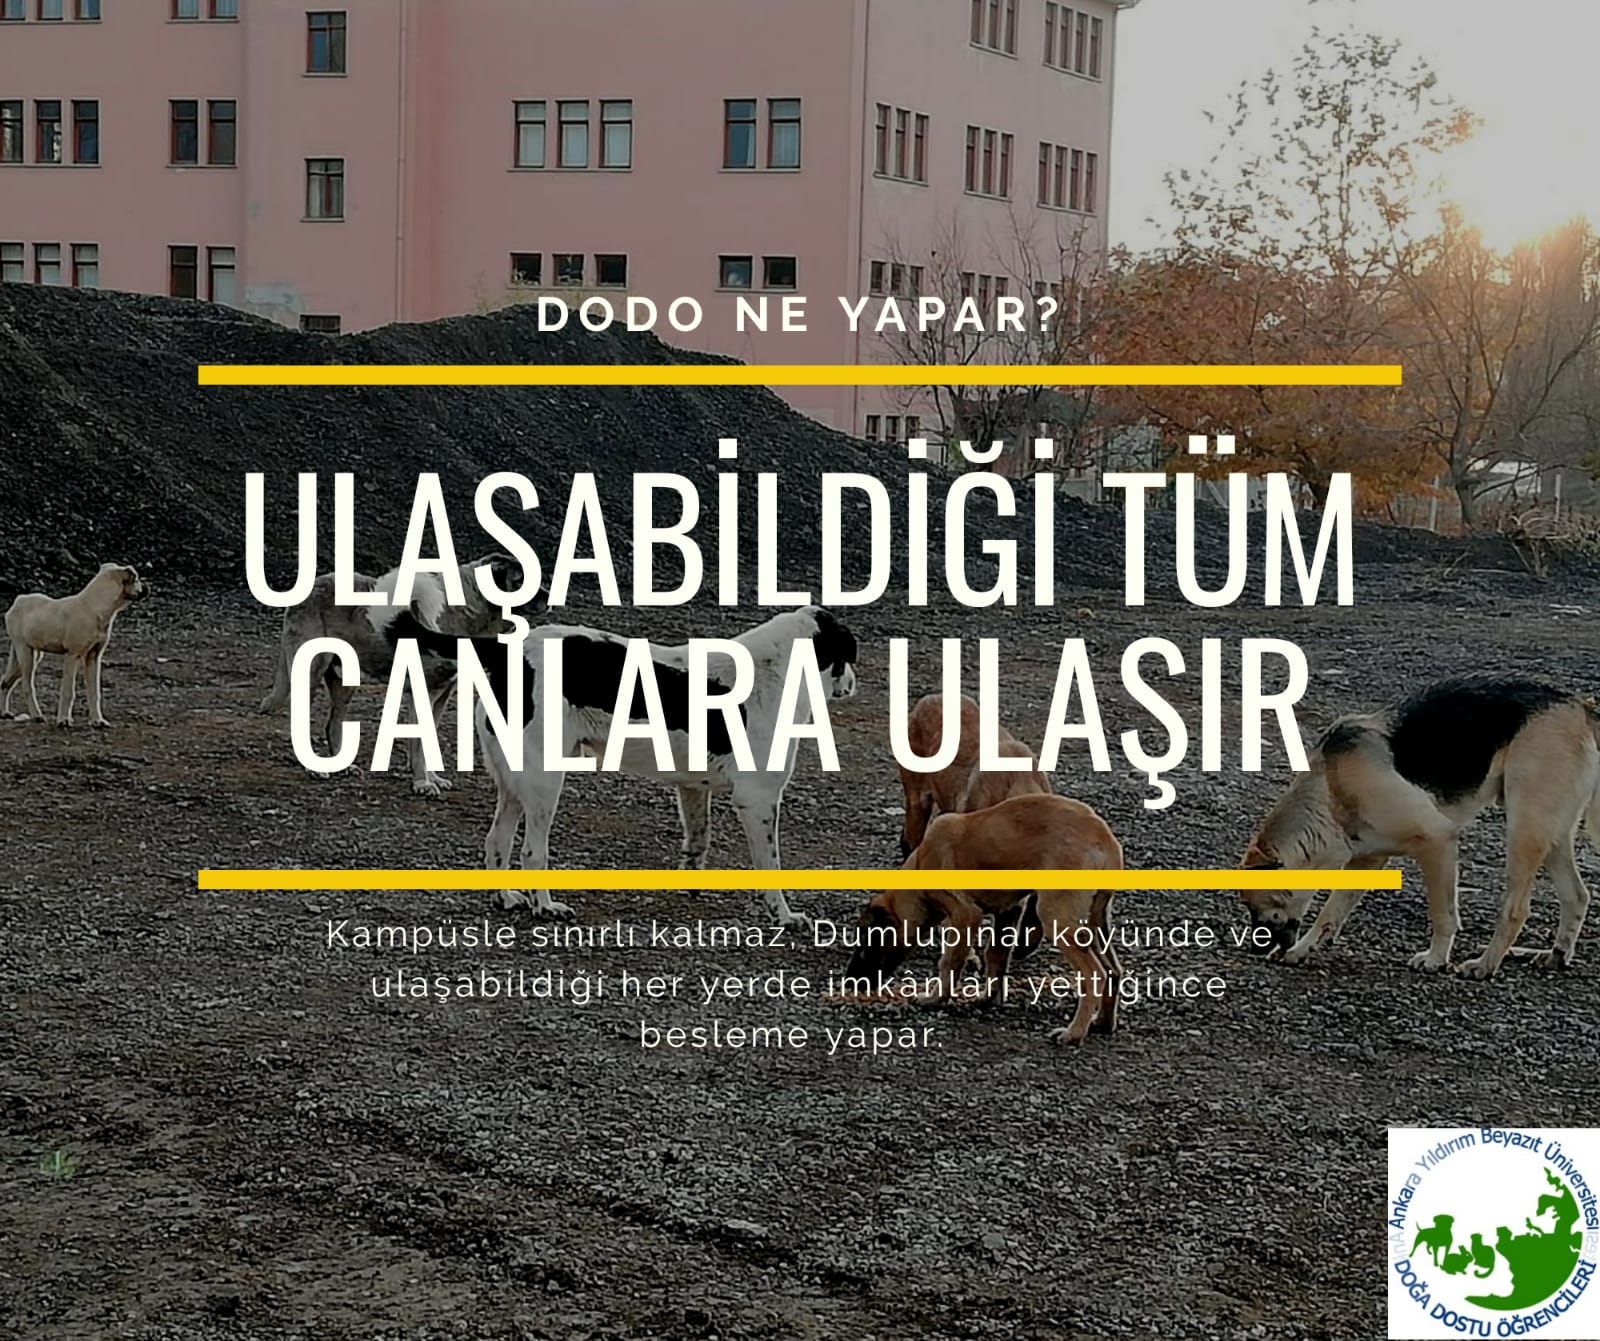 DODO NE YAPAR?
ULAŞABİLDİĞİ TÜM
CANLARA ULAŞIR
Kampüsle sınırlı kalmaz, Dumlupınar köyünde ve
ulaşabildiği her yerde imkânları yettiğince
besleme yapar.
Ankara Yıldırım Beyazıt Üniversitesi
DOĞA DOSTU ÖĞRENCİLERİ